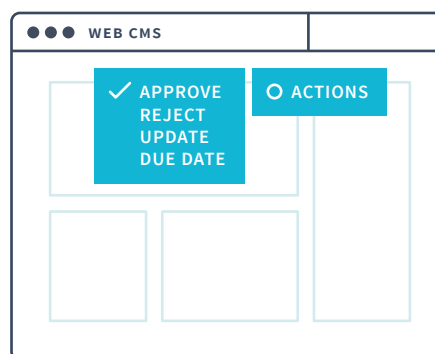 WEB CMS
APPROVE
REJECT
UPDATE
DUE DATE
ACTIONS